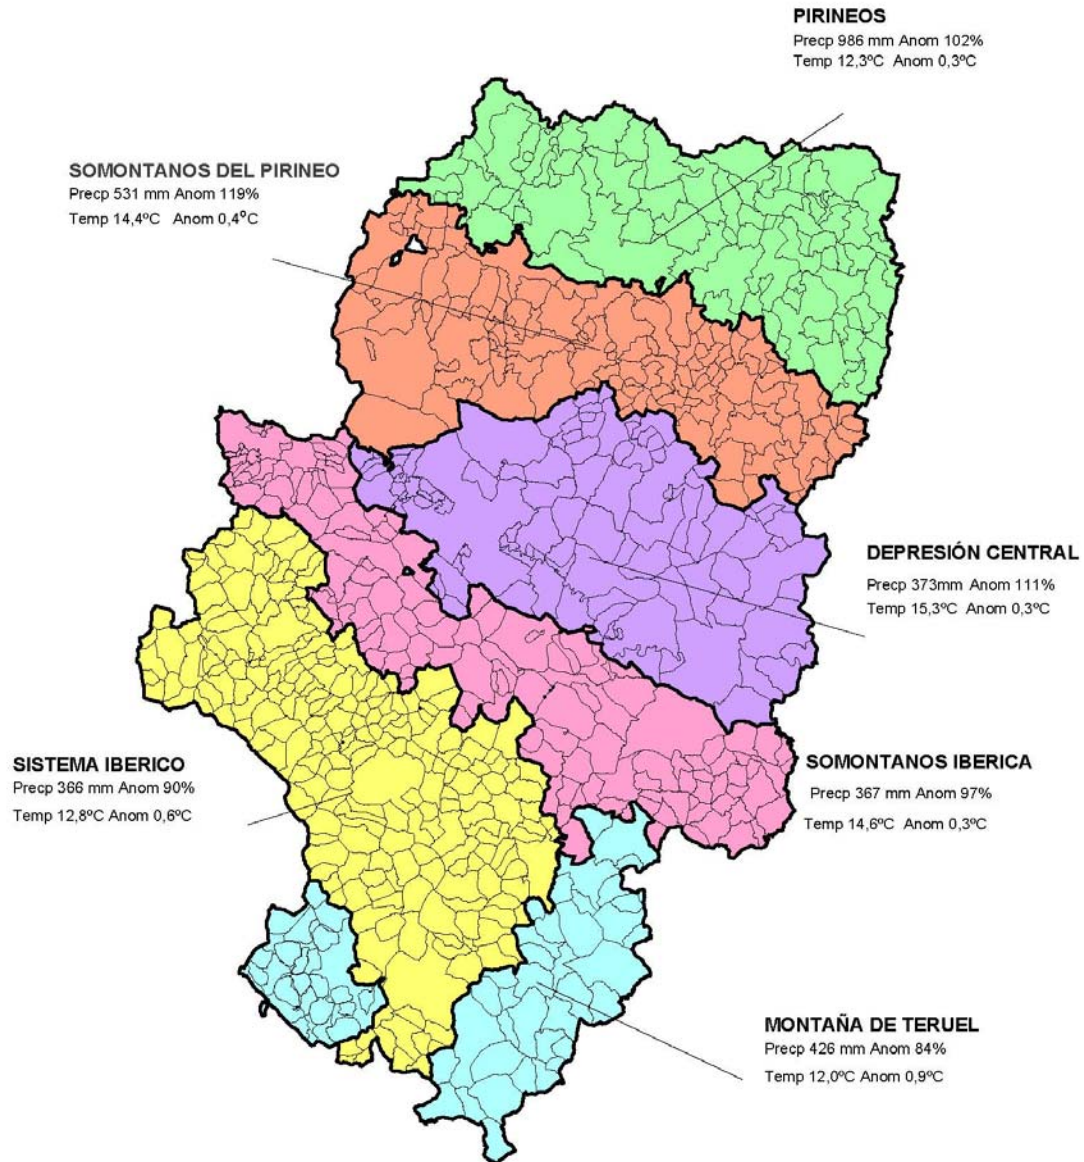 PIRINEOS
Precp 986 mm Anom 102%
Temp 12,3ºC Anom 0,3ºC
SOMONTANOS DEL PIRINEO
Precp 531 mm Anom 119%
Temp 14,4ºC Anom 0,4ºC
DEPRESIÓN CENTRAL
Precp 373mm Anom 111%
Temp 15,3ºC Anom 0,3ºC
SISTEMA IBERICO
Precp 366 mm Anom 90%
Temp 12,8ºC Anom 0,6ºC
SOMONTANOS IBERICA
Precp 367 mm Anom 97%
Temp 14,6ºC Anom 0,3ºC
MONTAÑA DE TERUEL
Precp 426 mm Anom 84%
Temp 12,0ºC Anom 0,9ºC